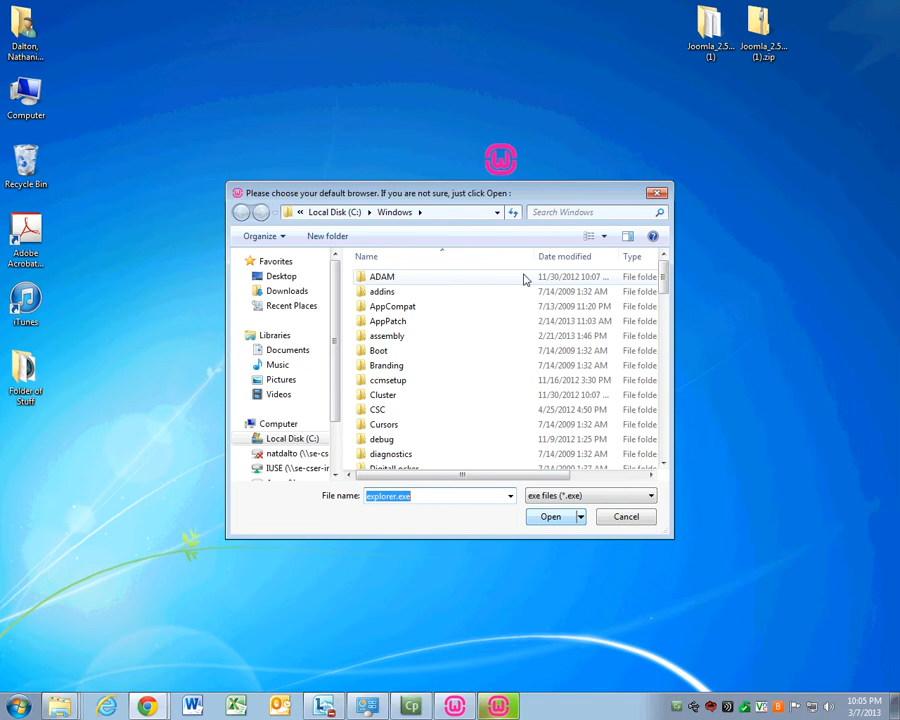 Dalton,
Nathani...
Computer
Recycle Bin
Adobe
Acrobat...
iTunes
Folder of
Stuff
Joomla_2.5...
(1)
Joomla_2.5...
(1).zip
W
Please choose your default browser. If you are not sure, just click Open :
« Local Disk (C:) Windows
Search Windows
Organize
New folder
Favorites
Desktop
Downloads
Recent Places
Libraries
Documents
Music
Pictures
Videos
Computer
Local Disk (C:)
natdalto (\\se-cs
IUSE (\\se-cser-ir
Name Date modified Type
ADAM 11/30/2012 10:07 ... File folde
addins 7/14/2009 1:32 AM File folde
AppCompat 7/13/2009 11:20 PM File folde
AppPatch 2/14/2013 11:03 AM File folde
assembly 2/21/2013 1:46 PM File folde
Boot 7/14/2009 1:32 AM File folde
Branding 7/14/2009 1:32 AM File folde
ccmsetup 11/16/2012 3:30 PM File folde
Cluster 11/30/2012 10:07 ... File folde
CSC 4/25/2012 4:50 PM File folde
Cursors 7/14/2009 1:32 AM File folde
debug 11/9/2012 1:25 PM File folde
diagnostics 7/14/2009 1:32 AM File folde
DigitalLocker 7/14/2009 1:32 AM File folde
File name: explorer.exe
exe files (*.exe)
Open
Cancel
Cp
10:05 PM
3/7/2013